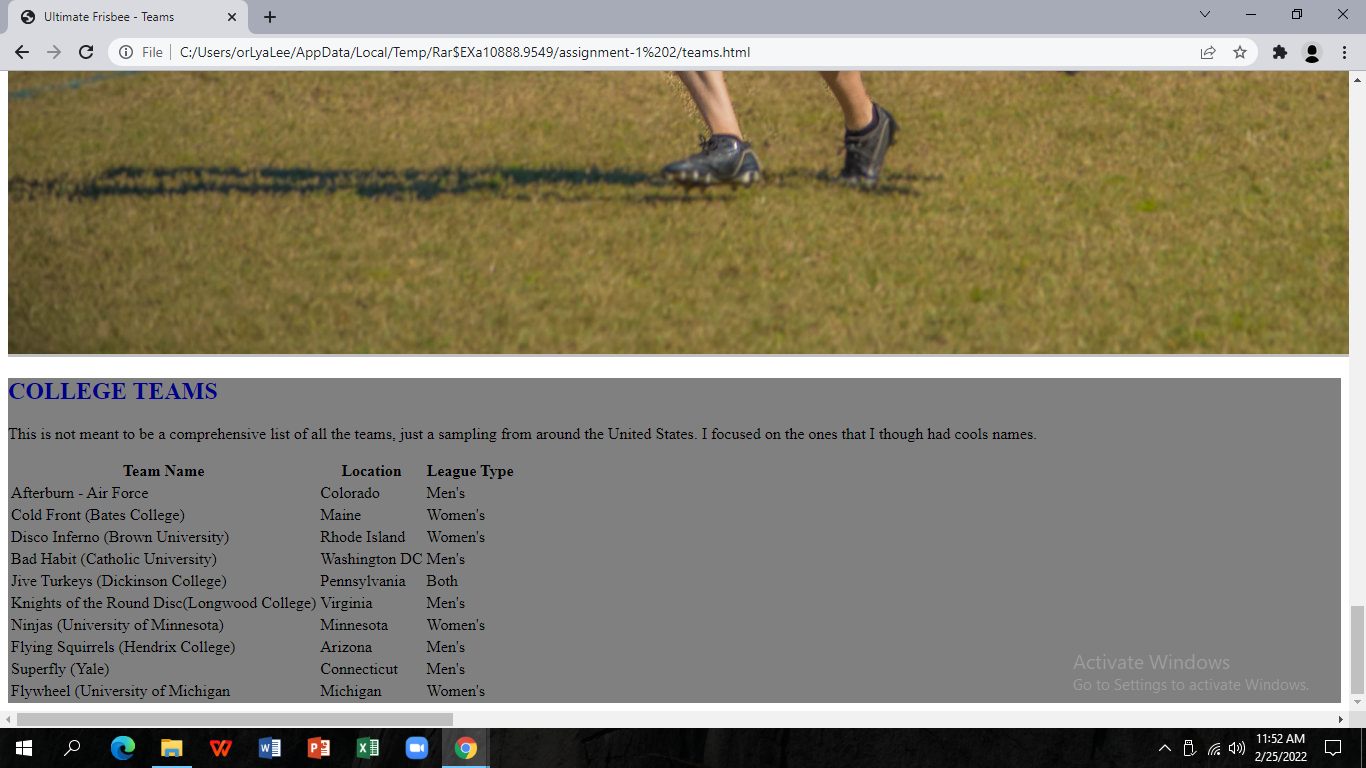 Ultimate Frisbee - Teams
File | C:/Users/orLyaLee/AppData/Local/Temp/Rar$EXa10888.9549/assignment-1%202/teams.html
COLLEGE TEAMS
This is not meant to be a comprehensive list of all the teams, just a sampling from around the United States. I focused on the ones that I though had cools names.
Team Name Location League Type
Afterburn - Air Force Colorado Men's
Cold Front (Bates College) Maine Women's
Disco Inferno (Brown University) Rhode Island Women's
Bad Habit (Catholic University) Washington DC Men's
Jive Turkeys (Dickinson College) Pennsylvania Both
Knights of the Round Disc(Longwood College) Virginia Men's
Ninjas (University of Minnesota) Minnesota Women's
Flying Squirrels (Hendrix College) Arizona Men's
Superfly (Yale) Connecticut Men's
Flywheel (University of Michigan Michigan Women's
Activate Windows
Go to Settings to activate Windows.
11:52 AM
2/25/2022